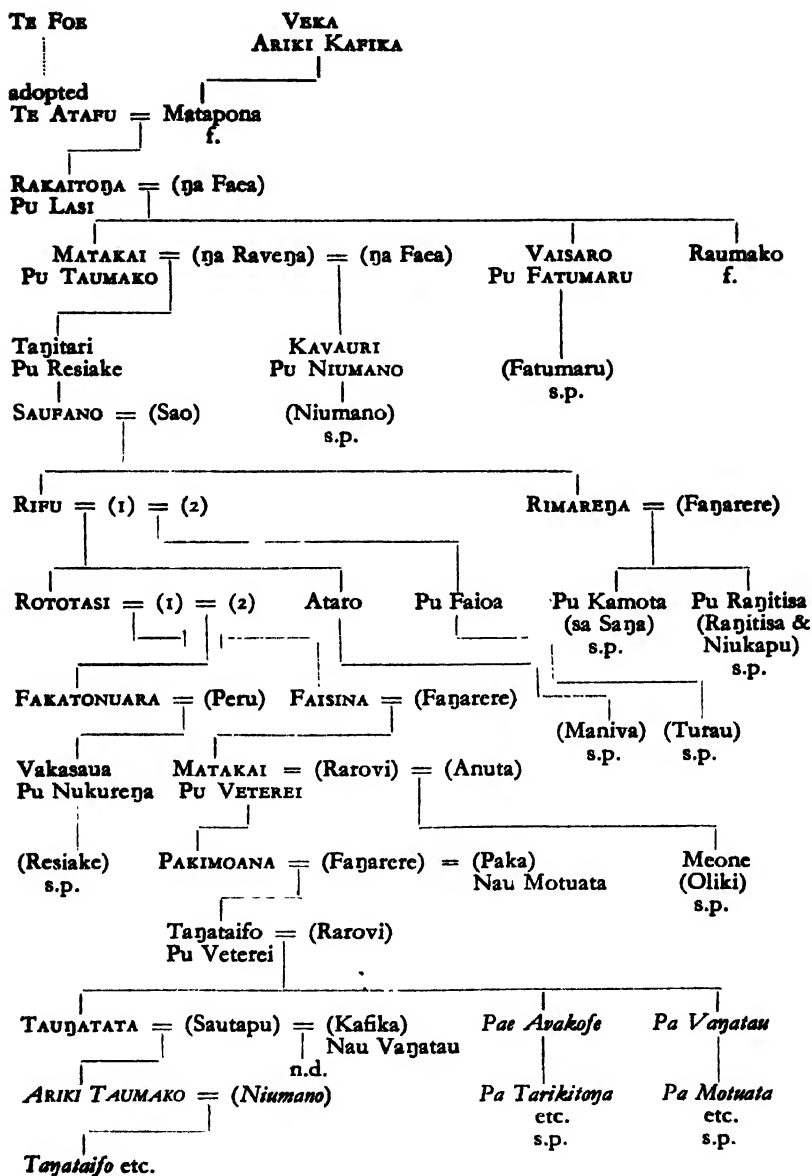 TE FOE VEKA
ARIKI KAFIKA
adopted
TE ATAFU = Matapona
f.
RAKAITOŊA = (ŋa Faea)
PU LASI
MATAKAI = (ŋa Raveŋa) = (ŋa Faea) VAISARO Raumako
PU TAUMAKO PU FATUMARU f.
Taŋitari KAVAURI
Pu Resiake PU NIUMANO (Fatumaru)
s.p.
SAUFANO = (Sao) (Niumano)
s.p.
RIFU = (1) = (2) RIMAREŊA = (Faŋarere)
ROTOTASI = (1) = (2) Ataro Pu Faioa Pu Kamota Pu Raŋitisa
(sa Saŋa) (Raŋitisa &
s.p. Niukapu)
s.p.
FAKATONUARA = (Peru) FAISINA = (Faŋarere)
(Maniva) (Turau)
s.p. s.p.
Vakasaua MATAKAI = (Rarovi) = (Anuta)
Pu Nukureŋa PU VETEREI
(Resiake) PAKIMOANA = (Faŋarere) = (Paka) Meone
s.p. Nau Motuata (Oliki)
s.p.
Taŋataifo = (Rarovi)
Pu Veterei
TAUŊATATA = (Sautapu) = (Kafika) Pae Avakofe Pa Vaŋatau
Nau Vaŋatau
n.d.
ARIKI TAUMAKO = (Niumano) Pa Tarikitoŋa Pa Motuata
etc. etc.
s.p. s.p.
Taŋataifo etc.